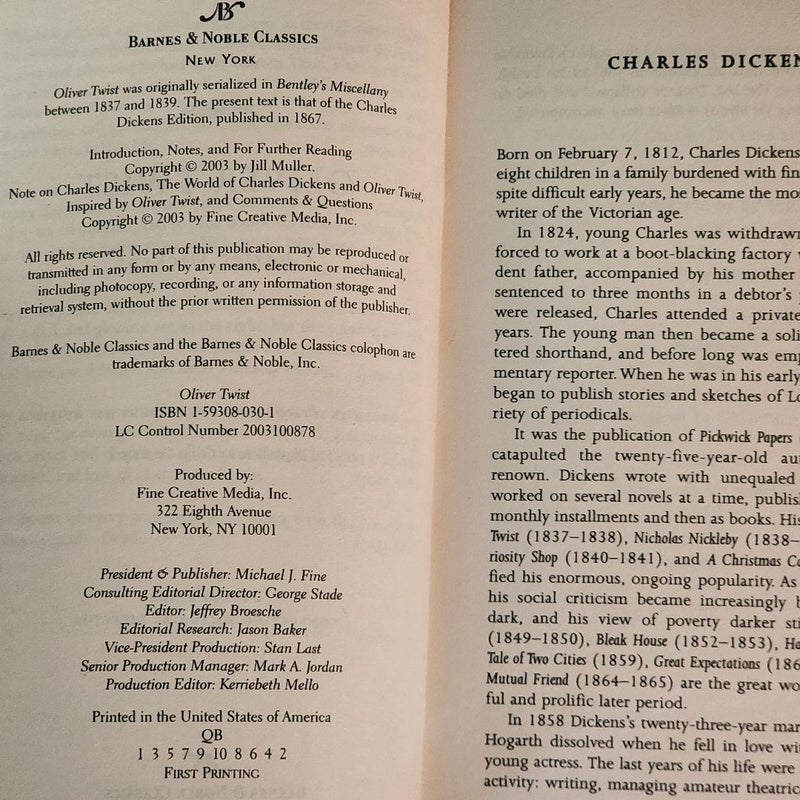 BARNES & NOBLE CLASSICS
NEW YORK
Oliver Twist was originally serialized in Bentley's Miscellany
between 1837 and 1839. The present text is that of the Charles
Dickens Edition, published in 1867.
Introduction, Notes, and For Further Reading
Copyright © 2003 by Jill Muller.
Note on Charles Dickens, The World of Charles Dickens and Oliver Twist,
Inspired by Oliver Twist, and Comments & Questions
Copyright © 2003 by Fine Creative Media, Inc.
All rights reserved. No part of this publication may be reproduced or
transmitted in any form or by any means, electronic or mechanical,
including photocopy, recording, or any information storage and
retrieval system, without the prior written permission of the publisher.
Barnes & Noble Classics and the Barnes & Noble Classics colophon are
trademarks of Barnes & Noble, Inc.
Oliver Twist
ISBN 1-59308-030-1
LC Control Number 2003100878
Produced by:
Fine Creative Media, Inc.
322 Eighth Avenue
New York, NY 10001
President & Publisher: Michael J. Fine
Consulting Editorial Director: George Stade
Editor: Jeffrey Broesche
Editorial Research: Jason Baker
Vice-President Production: Stan Last
Senior Production Manager: Mark A. Jordan
Production Editor: Kerriebeth Mello
Printed in the United States of America
QB
1 3 5 7 9 10 8 6 4 2
FIRST PRINTING
CHARLES DICKEN
Born on February 7, 1812, Charles Dickens
eight children in a family burdened with fin
spite difficult early years, he became the mo
writer of the Victorian age.
In 1824, young Charles was withdrawn
forced to work at a boot-blacking factory
dent father, accompanied by his mother
sentenced to three months in a debtor's
were released, Charles attended a private
years. The young man then became a soli
tered shorthand, and before long was emp
mentary reporter. When he was in his early
began to publish stories and sketches of Lo
riety of periodicals.
It was the publication of Pickwick Papers
catapulted the twenty-five-year-old au
renown. Dickens wrote with unequaled
worked on several novels at a time, publis
monthly installments and then as books. His
Twist (1837–1838), Nicholas Nickleby (1838–
riosity Shop (1840–1841), and A Christmas Ca
fied his enormous, ongoing popularity. As
his social criticism became increasingly b
dark, and his view of poverty darker sti
(1849–1850), Bleak House (1852–1853), Ha
Tale of Two Cities (1859), Great Expectations (186
Mutual Friend (1864–1865) are the great wo
ful and prolific later period.
In 1858 Dickens's twenty-three-year mar
Hogarth dissolved when he fell in love wi
young actress. The last years of his life were
activity: writing, managing amateur theatric